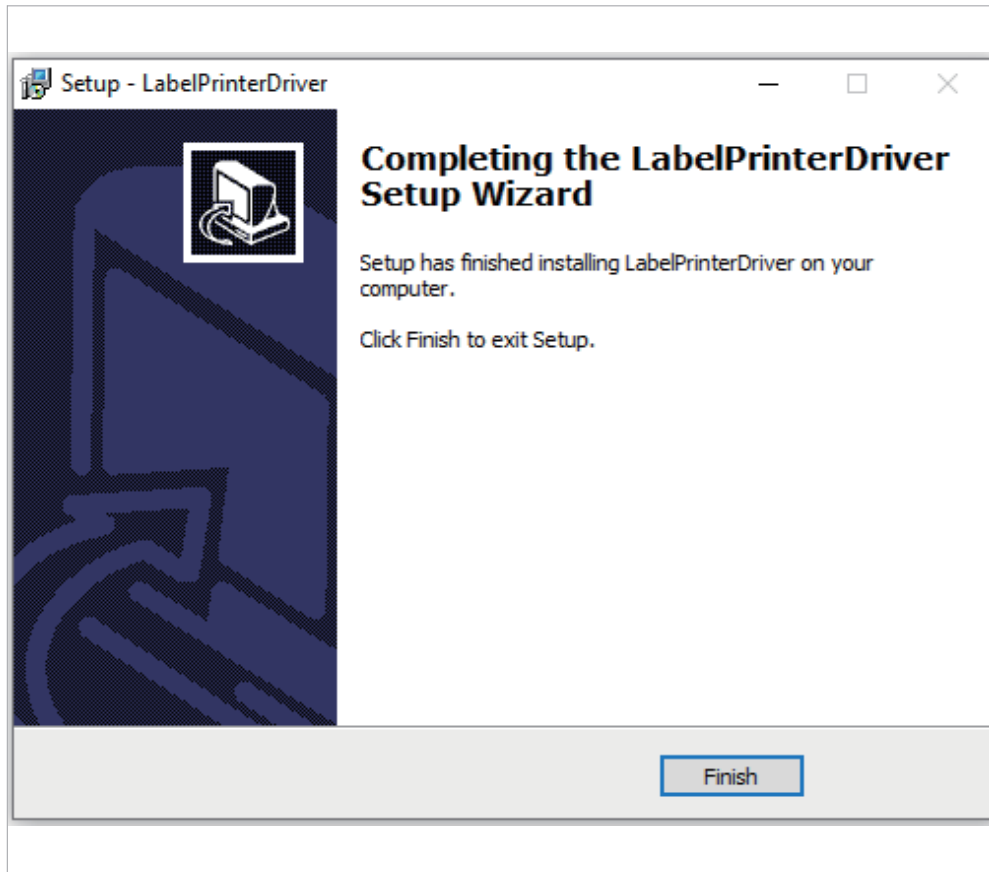 Setup - LabelPrinterDriver
Completing the LabelPrinterDriver
Setup Wizard
Setup has finished installing LabelPrinterDriver on your
computer.
Click Finish to exit Setup.
Finish